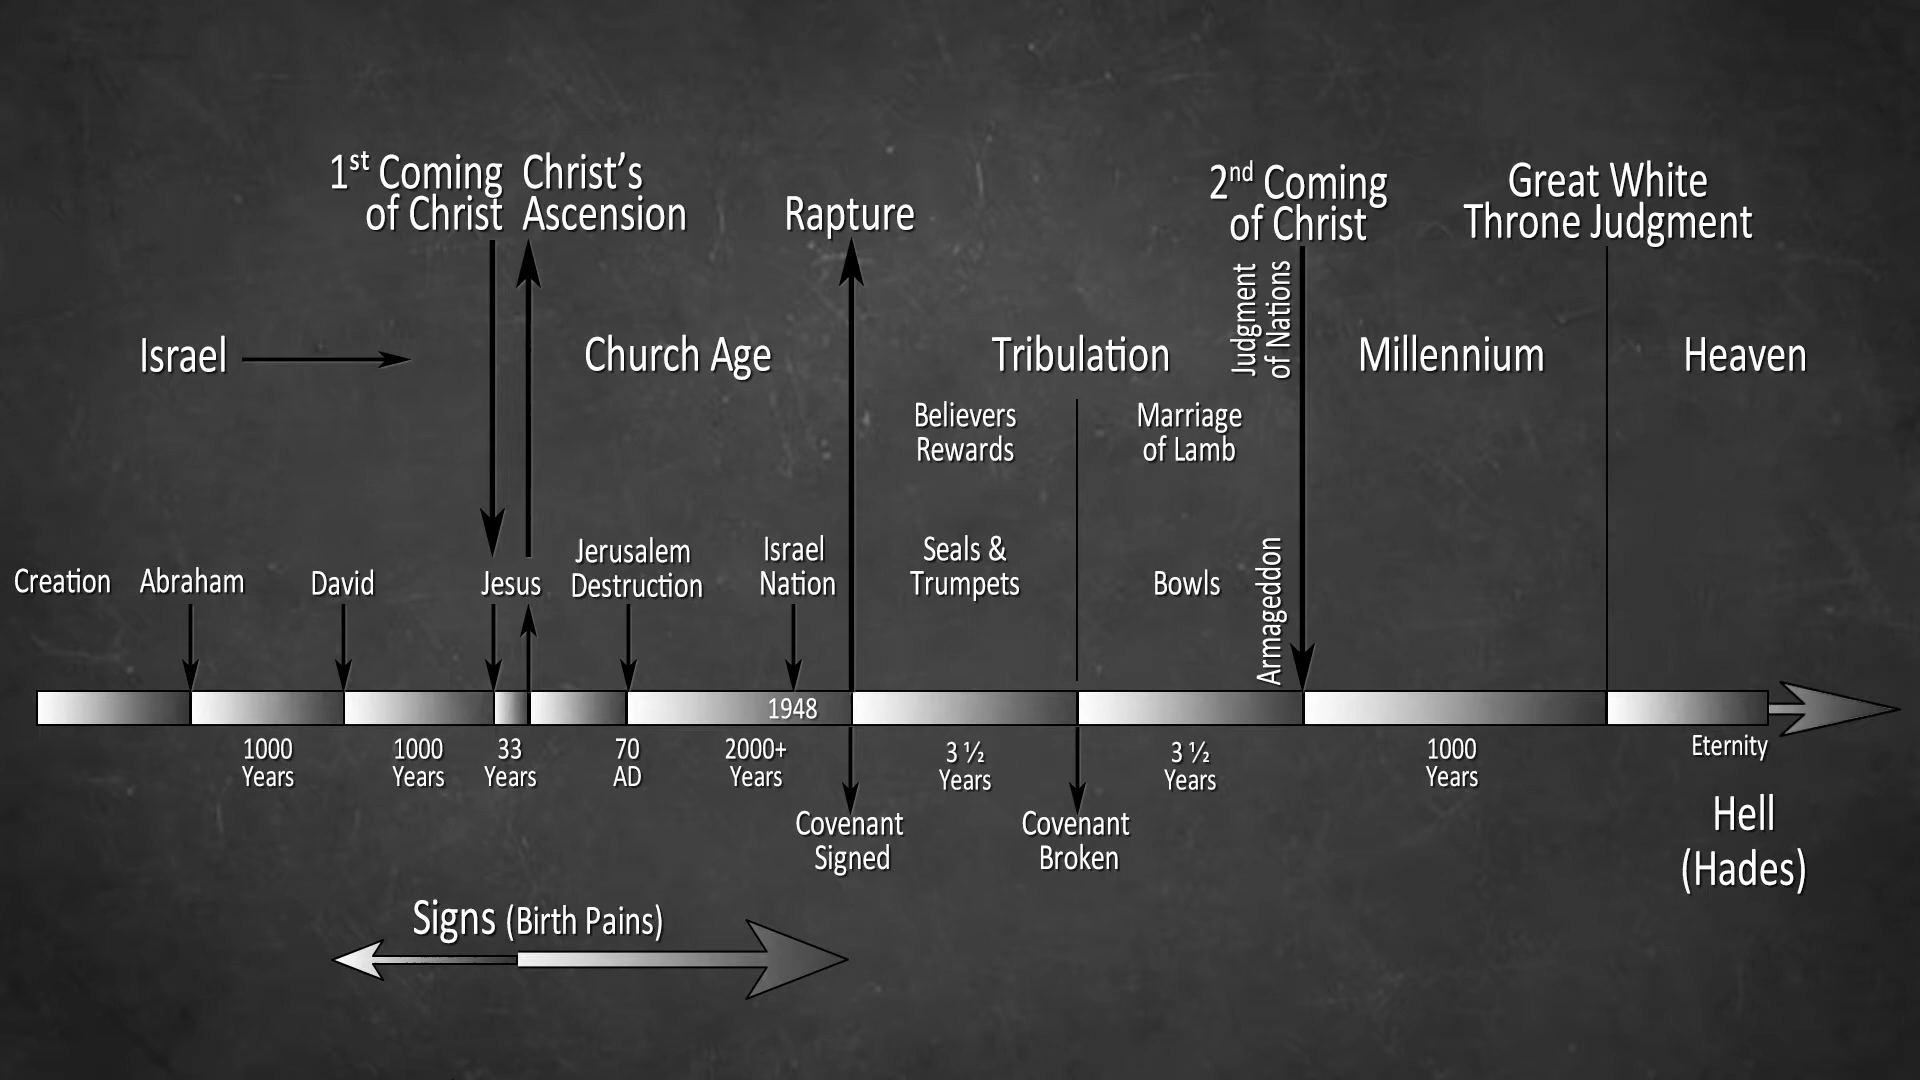 1st Coming
of Christ
Christ's
Ascension
Rapture
2nd Coming
of Christ
Great White
Throne Judgment
Judgment
of Nations
Israel
Church Age
Tribulation
Millennium
Heaven
Believers
Rewards
Marriage
of Lamb
Creation
Abraham
David
Jesus
Jerusalem
Destruction
Israel
Nation
Seals &
Trumpets
Bowls
Armageddon
1948
1000
Years
1000
Years
33
Years
70
AD
2000+
Years
3 ½
Years
3 ½
Years
1000
Years
Eternity
Covenant
Signed
Covenant
Broken
Hell
(Hades)
Signs (Birth Pains)